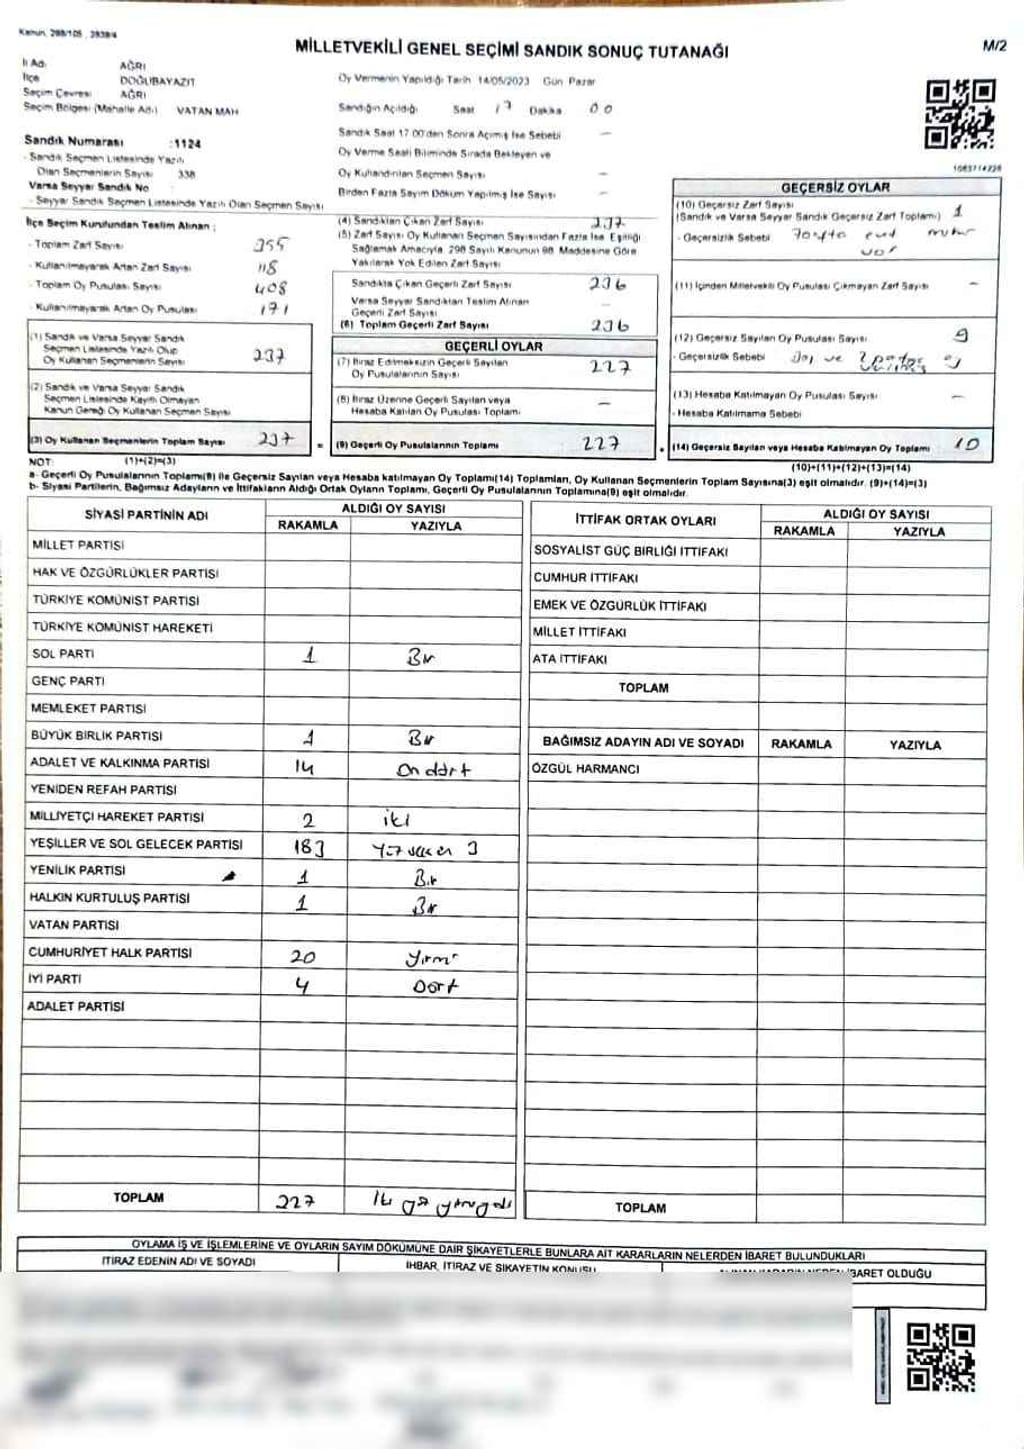 Kanun, 298/105 , 2839/4
MİLLETVEKİLİ GENEL SEÇİMİ SANDIK SONUÇ TUTANAĞI
M/2
İl Adı AĞRI
İlçe DOĞUBAYAZIT
Seçim Çevresi AĞRI
Seçim Bölgesi (Mahalle Adı) VATAN MAH
Oy Vermenin Yapıldığı Tarih 14/05/2023 Gün Pazar
Sandığın Açıldığı Saat 17 Dakika 00
Sandık Saat 17 00'den Sonra Açılmış İse Sebebi –
Oy Verme Saati Bitiminde Sırada Bekleyen ve
Oy Kullandırılan Seçmen Sayısı –
Birden Fazla Sayım Döküm Yapılmış İse Sayısı –
Sandık Numarası :1124
- Sandık Seçmen Listesinde Yazılı
Olan Seçmenlerin Sayısı 338
Varsa Seyyar Sandık No
- Seyyar Sandık Seçmen Listesinde Yazılı Olan Seçmen Sayısı
İlçe Seçim Kurulundan Teslim Alınan ;
- Toplam Zarf Sayısı 355
- Kullanılmayarak Artan Zarf Sayısı 118
- Toplam Oy Pusulası Sayısı 408
- Kullanılmayarak Artan Oy Pusulası 171
(1) Sandık ve Varsa Seyyar Sandık
Seçmen Listesinde Yazılı Olup
Oy Kullanan Seçmenlerin Sayısı 237
(2) Sandık ve Varsa Seyyar Sandık
Seçmen Listesinde Kayıtlı Olmayan
Kanun Gereği Oy Kullanan Seçmen Sayısı
(3) Oy Kullanan Seçmenlerin Toplam Sayısı 237
(4) Sandıktan Çıkan Zarf Sayısı 237
(5) Zarf Sayısı Oy Kullanan Seçmen Sayısından Fazla İse Eşitliği
Sağlamak Amacıyla 298 Sayılı Kanunun 98. Maddesine Göre
Yakılarak Yok Edilen Zarf Sayısı
Sandıkta Çıkan Geçerli Zarf Sayısı 236
Varsa Seyyar Sandıktan Teslim Alınan
Geçerli Zarf Sayısı –
(6) Toplam Geçerli Zarf Sayısı 236
GEÇERLİ OYLAR
(7) İtiraz Edilmeksizin Geçerli Sayılan
Oy Pusulalarının Sayısı 227
(8) İtiraz Üzerine Geçerli Sayılan veya
Hesaba Katılan Oy Pusulası Toplamı –
= (9) Geçerli Oy Pusulalarının Toplamı 227
GEÇERSİZ OYLAR
(10) Geçersiz Zarf Sayısı
(Sandık ve Varsa Seyyar Sandık Geçersiz Zarf Toplamı) 1
- Geçersizlik Sebebi
(11) İçinden Milletvekili Oy Pusulası Çıkmayan Zarf Sayısı –
(12) Geçersiz Sayılan Oy Pusulası Sayısı 9
- Geçersizlik Sebebi
(13) Hesaba Katılmayan Oy Pusulası Sayısı –
- Hesaba Katılmama Sebebi
(14) Geçersiz Sayılan veya Hesaba Katılmayan Oy Toplamı 10
NOT: (1)+(2)=(3)
(10)+(11)+(12)+(13)=(14)
a- Geçerli Oy Pusulalarının Toplamı(9) ile Geçersiz Sayılan veya Hesaba katılmayan Oy Toplamı(14) Toplamları, Oy Kullanan Seçmenlerin Toplam Sayısına(3) eşit olmalıdır. (9)+(14)=(3)
b- Siyasi Partilerin, Bağımsız Adayların ve İttifakların Aldığı Ortak Oyların Toplamı, Geçerli Oy Pusulalarının Toplamına(9) eşit olmalıdır.
SİYASİ PARTİNİN ADI ALDIĞI OY SAYISI
RAKAMLA YAZIYLA
MİLLET PARTİSİ
HAK VE ÖZGÜRLÜKLER PARTİSİ
TÜRKİYE KOMÜNİST PARTİSİ
TÜRKİYE KOMÜNİST HAREKETİ
SOL PARTİ 1 Bir
GENÇ PARTİ
MEMLEKET PARTİSİ
BÜYÜK BİRLİK PARTİSİ 1 Bir
ADALET VE KALKINMA PARTİSİ 14 On dört
YENİDEN REFAH PARTİSİ
MİLLİYETÇİ HAREKET PARTİSİ 2 iki
YEŞİLLER VE SOL GELECEK PARTİSİ 183
YENİLİK PARTİSİ 1 Bir
HALKIN KURTULUŞ PARTİSİ 1 Bir
VATAN PARTİSİ
CUMHURİYET HALK PARTİSİ 20 Yirmi
İYİ PARTİ 4 Dört
ADALET PARTİSİ
TOPLAM 227
İTTİFAK ORTAK OYLARI ALDIĞI OY SAYISI
RAKAMLA YAZIYLA
SOSYALİST GÜÇ BİRLİĞİ İTTİFAKI
CUMHUR İTTİFAKI
EMEK VE ÖZGÜRLÜK İTTİFAKI
MİLLET İTTİFAKI
ATA İTTİFAKI
TOPLAM
BAĞIMSIZ ADAYIN ADI VE SOYADI RAKAMLA YAZIYLA
ÖZGÜL HARMANCI
TOPLAM
OYLAMA İŞ VE İŞLEMLERİNE VE OYLARIN SAYIM DÖKÜMÜNE DAİR ŞİKAYETLERLE BUNLARA AİT KARARLARIN NELERDEN İBARET BULUNDUKLARI
İTİRAZ EDENİN ADI VE SOYADI İHBAR, İTİRAZ VE ŞİKAYETİN KONUSU İBARET OLDUĞU